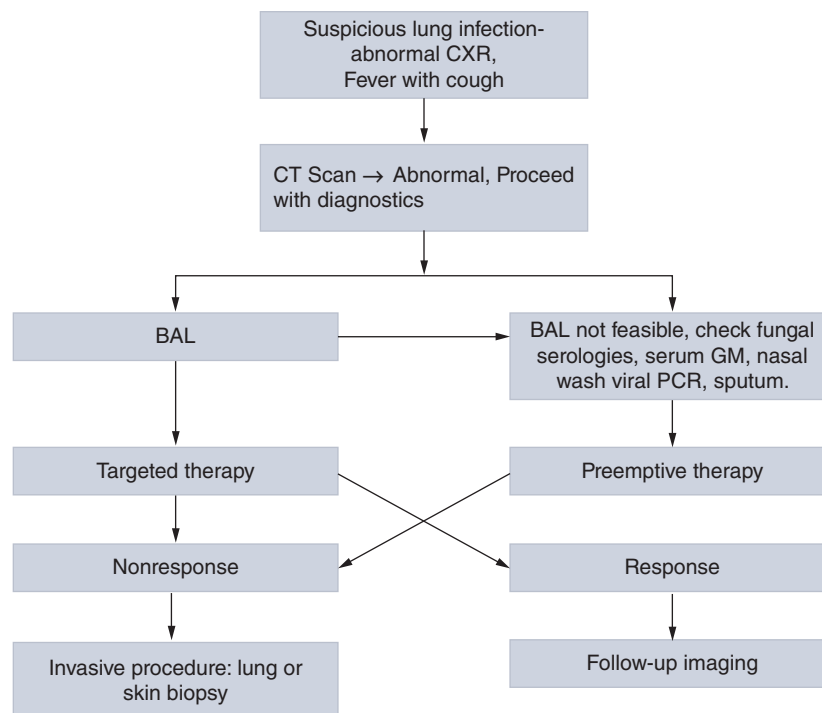 Suspicious lung infection-
abnormal CXR,
Fever with cough
CT Scan → Abnormal, Proceed
with diagnostics
BAL
BAL not feasible, check fungal
serologies, serum GM, nasal
wash viral PCR, sputum.
Targeted therapy
Preemptive therapy
Nonresponse
Response
Invasive procedure: lung or
skin biopsy
Follow-up imaging